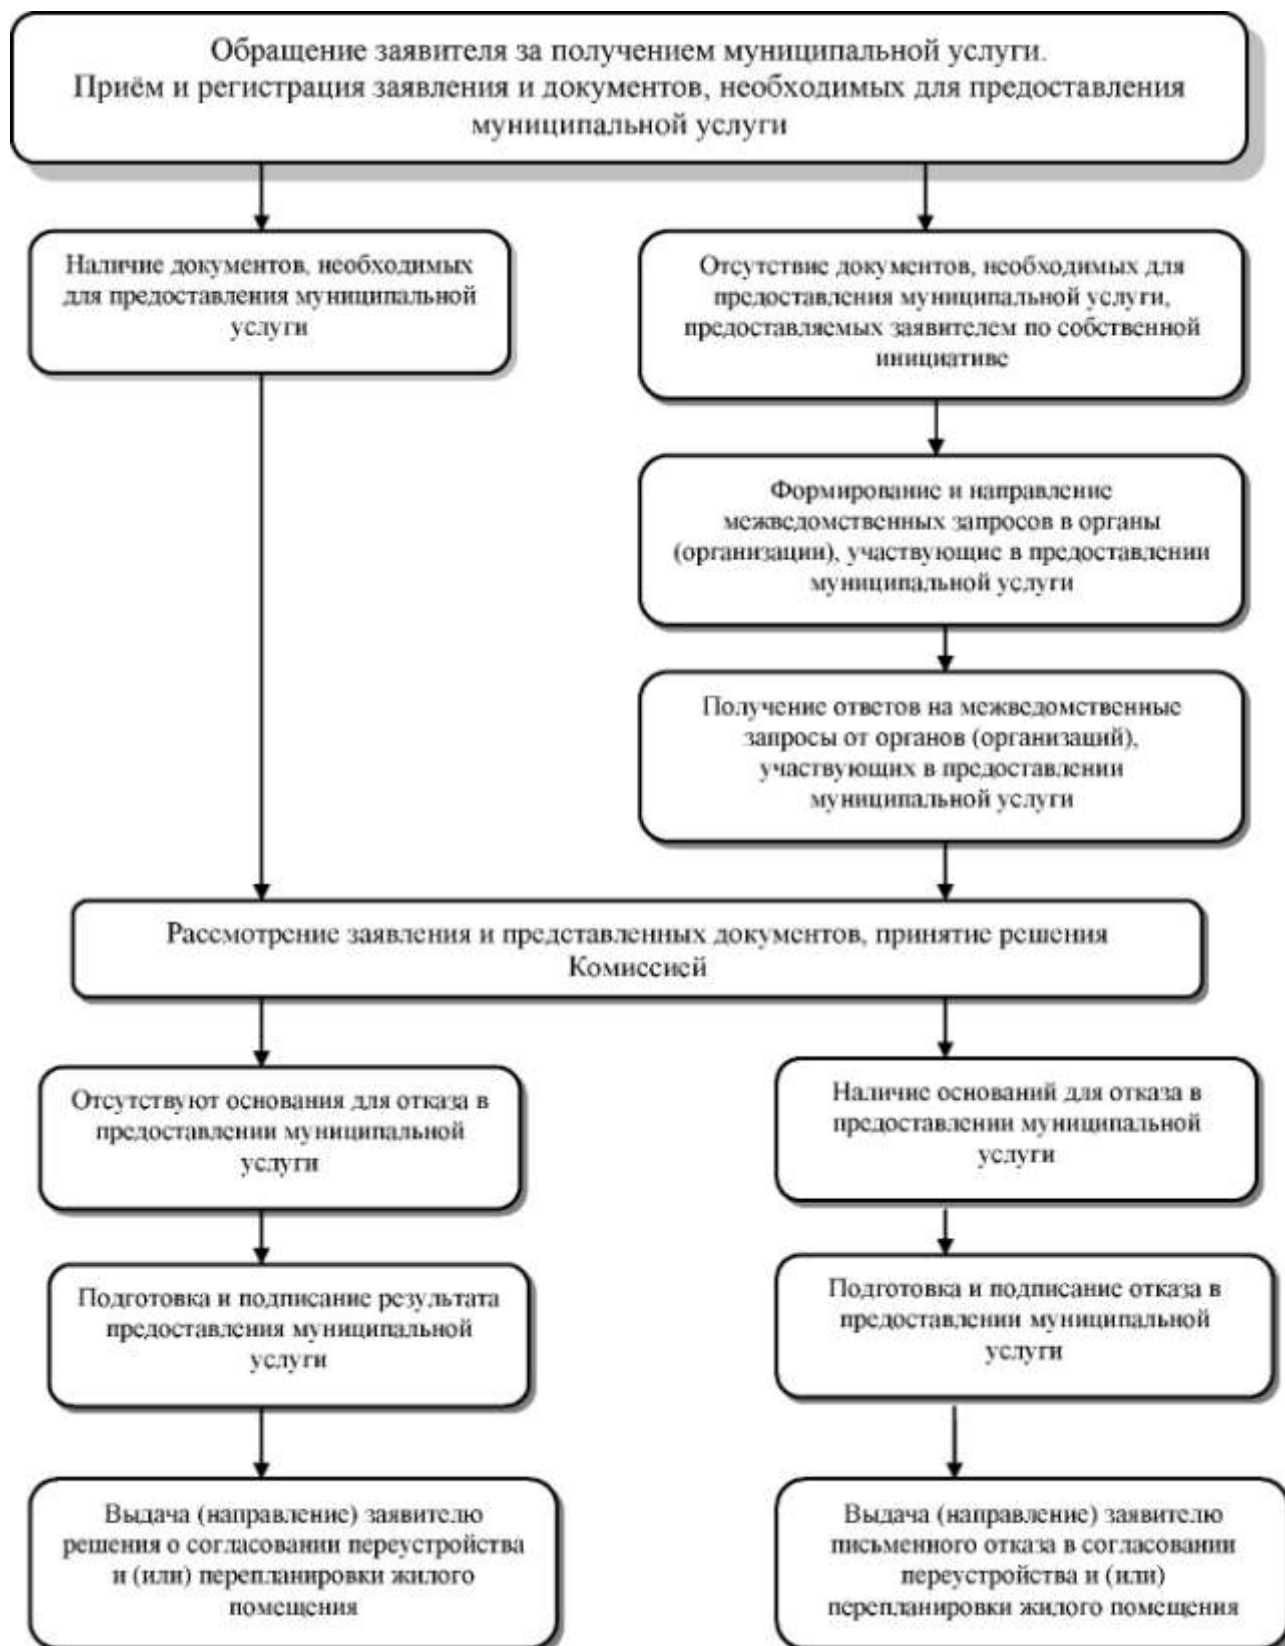 Обращение заявителя за получением муниципальной услуги.
Приём и регистрация заявления и документов, необходимых для предоставления
муниципальной услуги
Наличие документов, необходимых
для предоставления муниципальной
услуги
Отсутствие документов, необходимых для
предоставления муниципальной услуги,
предоставляемых заявителем по собственной
инициативе
Формирование и направление
межведомственных запросов в органы
(организации), участвующие в предоставлении
муниципальной услуги
Получение ответов на межведомственные
запросы от органов (организаций),
участвующих в предоставлении
муниципальной услуги
Рассмотрение заявления и представленных документов, принятие решения
Комиссией
Отсутствуют основания для отказа в
предоставлении муниципальной
услуги
Наличие оснований для отказа в
предоставлении муниципальной
услуги
Подготовка и подписание результата
предоставления муниципальной
услуги
Подготовка и подписание отказа в
предоставлении муниципальной
услуги
Выдача (направление) заявителю
решения о согласовании переустройства
и (или) перепланировки жилого
помещения
Выдача (направление) заявителю
письменного отказа в согласовании
переустройства и (или)
перепланировки жилого помещения